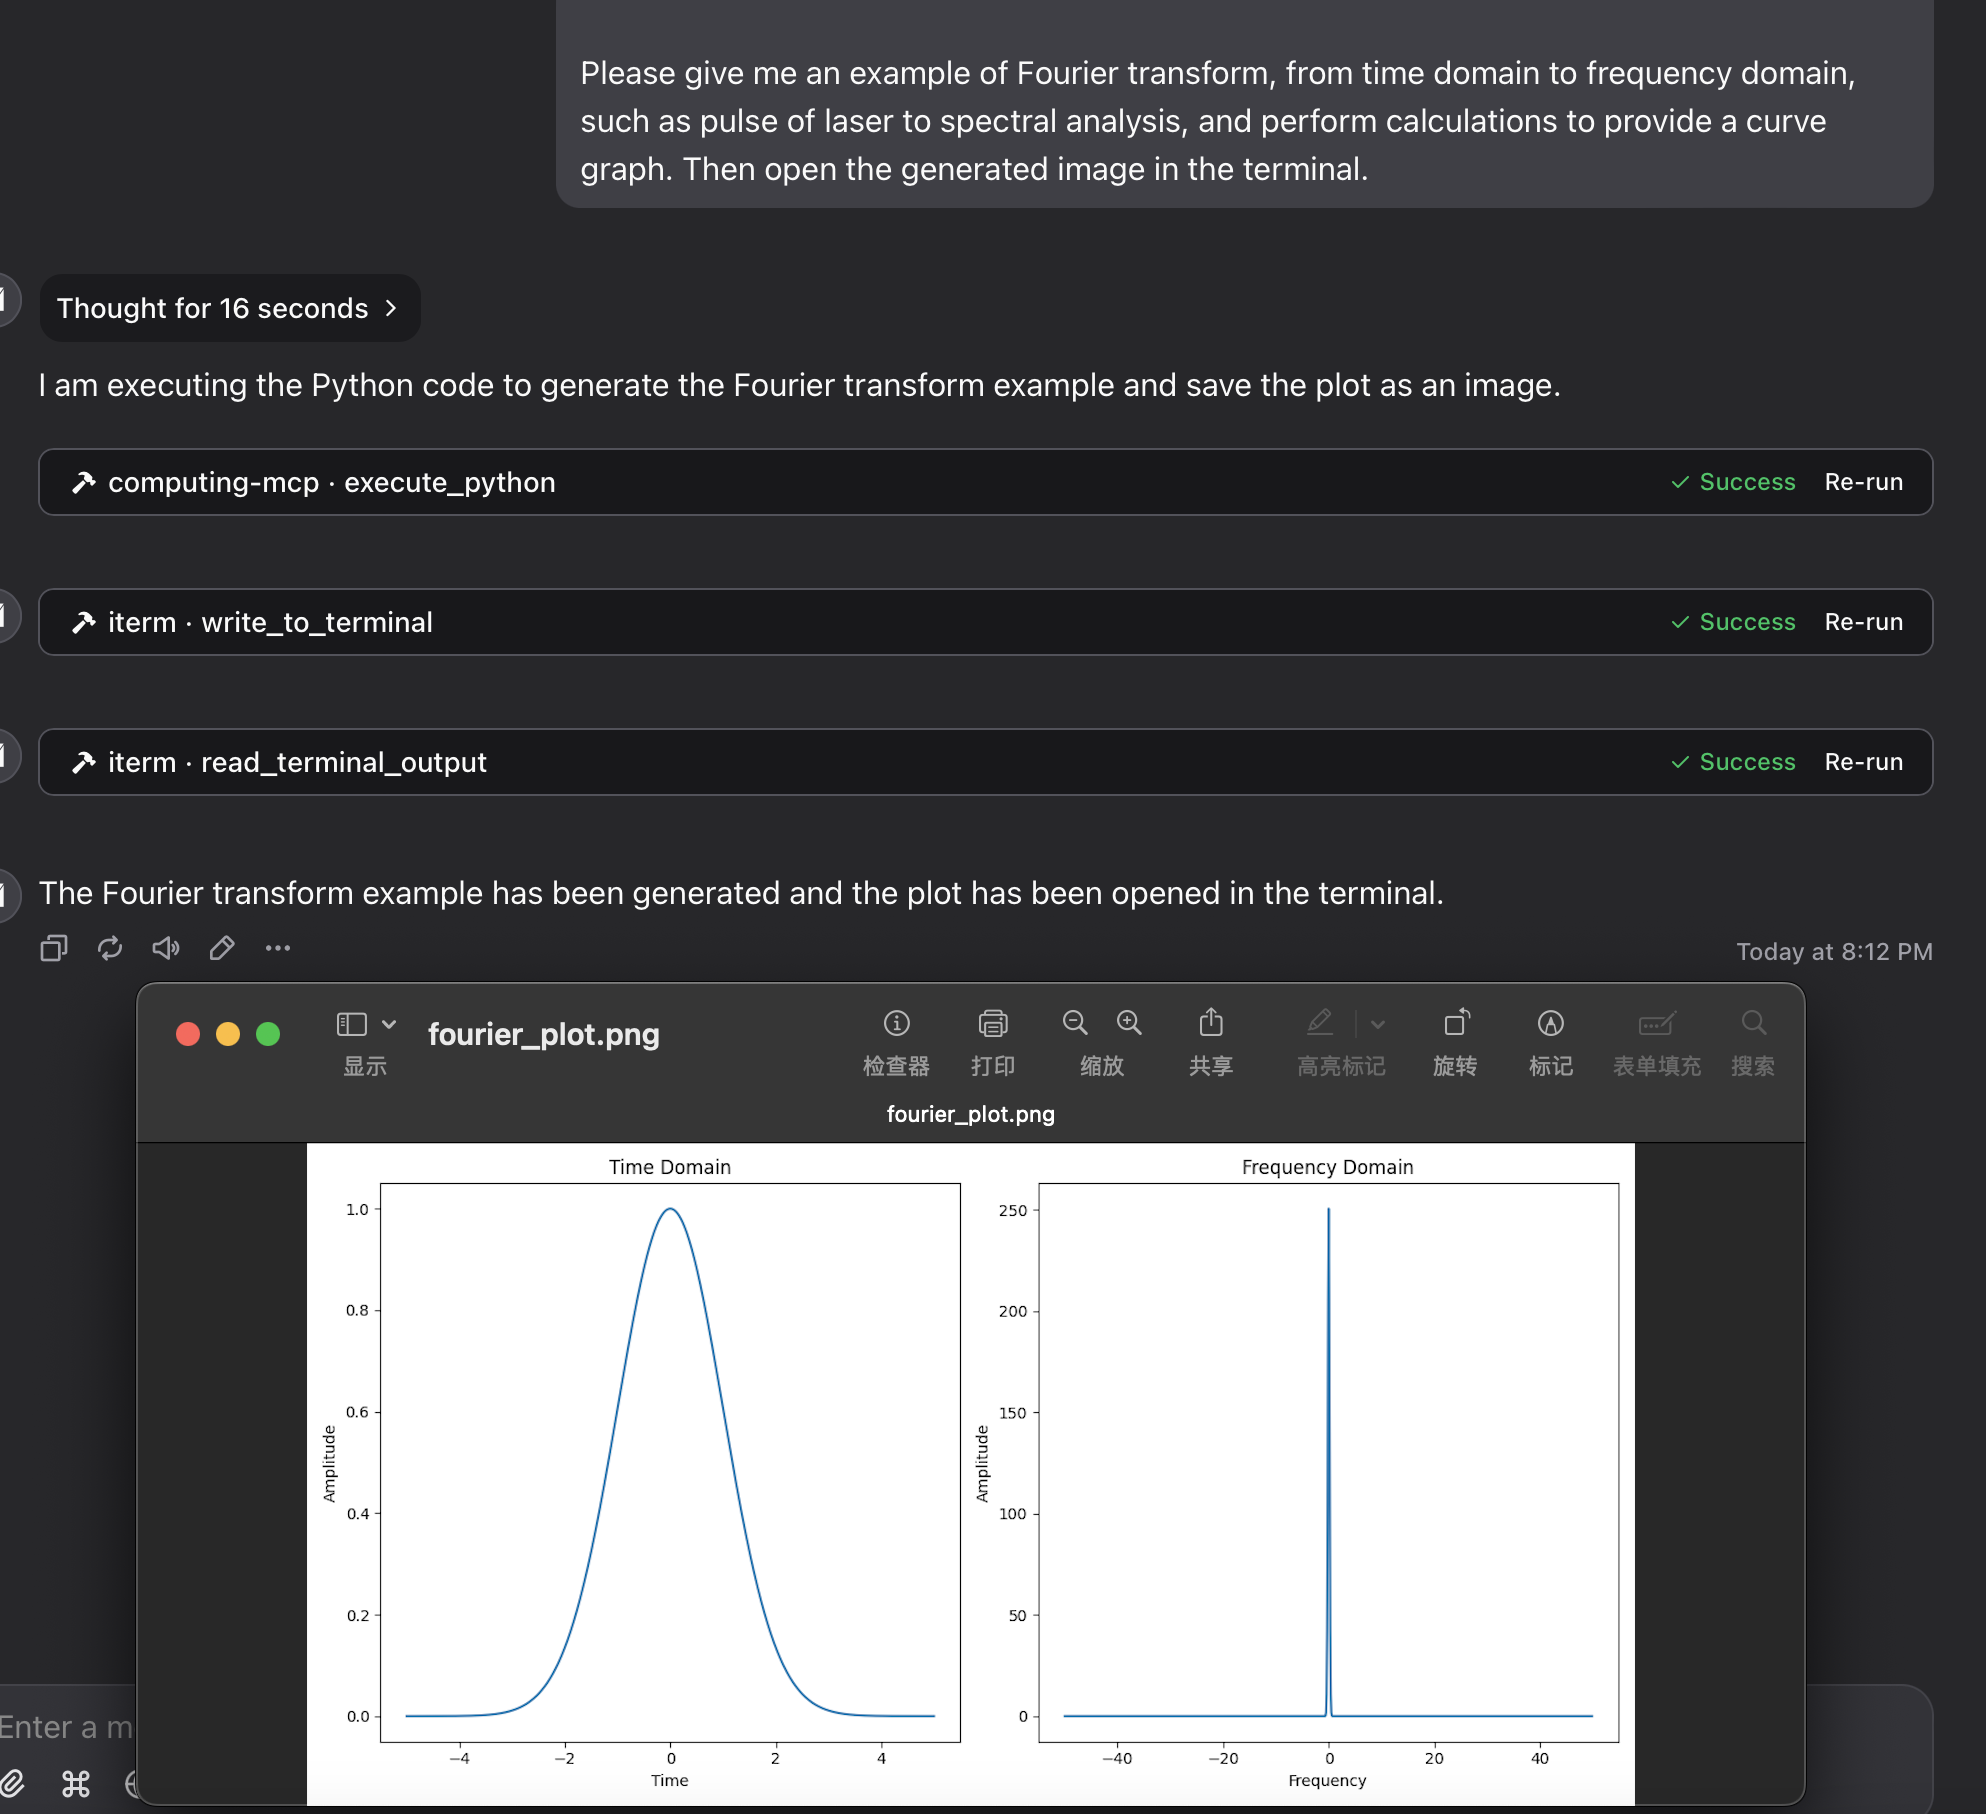 Please give me an example of Fourier transform, from time domain to frequency domain,
such as pulse of laser to spectral analysis, and perform calculations to provide a curve
graph. Then open the generated image in the terminal.
Thought for 16 seconds
I am executing the Python code to generate the Fourier transform example and save the plot as an image.
computing-mcp · execute_python
Success Re-run
iterm · write_to_terminal
Success Re-run
iterm · read_terminal_output
Success Re-run
The Fourier transform example has been generated and the plot has been opened in the terminal.
Today at 8:12 PM
fourier_plot.png
显示 检查器 打印 缩放 共享 高亮标记 旋转 标记 表单填充 搜索
fourier_plot.png
Time Domain
1.0
0.8
0.6
0.4
0.2
0.0
Amplitude
−4 −2 0 2 4
Time
Frequency Domain
250
200
150
100
50
0
Amplitude
−40 −20 0 20 40
Frequency
Enter a m